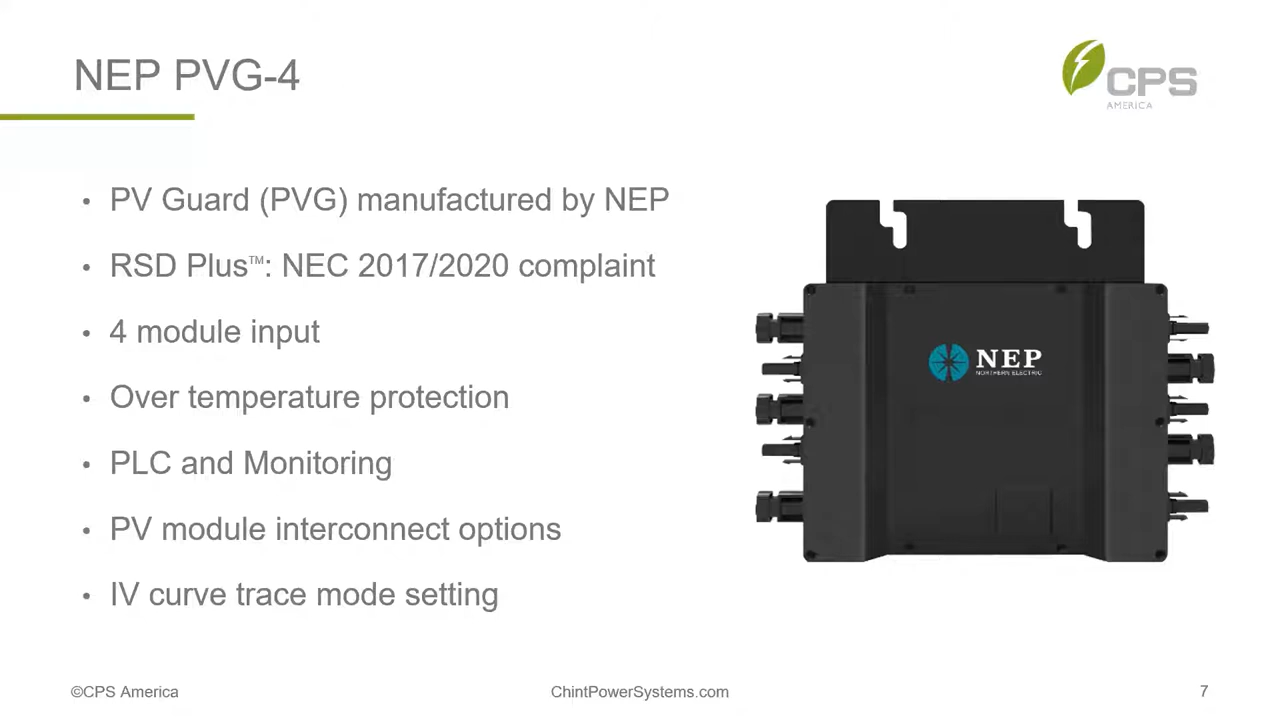 NEP PVG-4
CPS
AMERICA
• PV Guard (PVG) manufactured by NEP
• RSD Plus™: NEC 2017/2020 complaint
• 4 module input
• Over temperature protection
• PLC and Monitoring
• PV module interconnect options
• IV curve trace mode setting
NEP
NORTHERN ELECTRIC
©CPS America
ChintPowerSystems.com
7